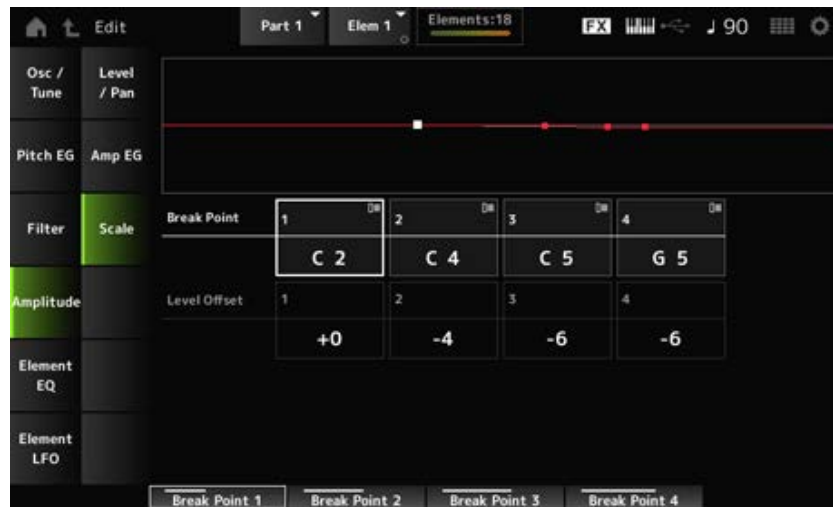 Edit
Part 1
Elem 1
Elements:18
FX
♩ 90
Osc /
Tune
Level
/ Pan
Pitch EG
Amp EG
Filter
Scale
Break Point
1
2
3
4
C 2
C 4
C 5
G 5
Amplitude
Level Offset
1
2
3
4
+0
-4
-6
-6
Element
EQ
Element
LFO
Break Point 1
Break Point 2
Break Point 3
Break Point 4